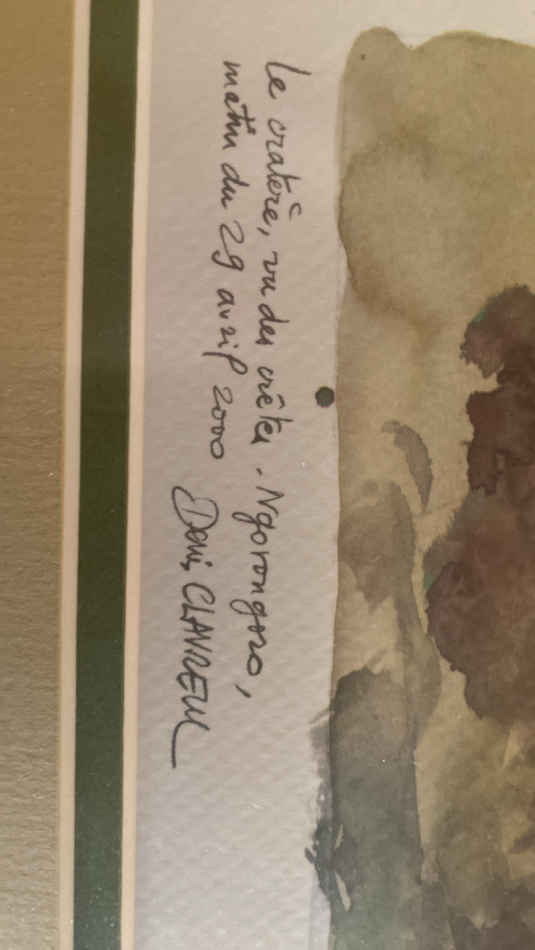 Le cratère, vu des crêtes. Ngorongoro,
matin du 29 avril 2000
Denis CLAVREUL